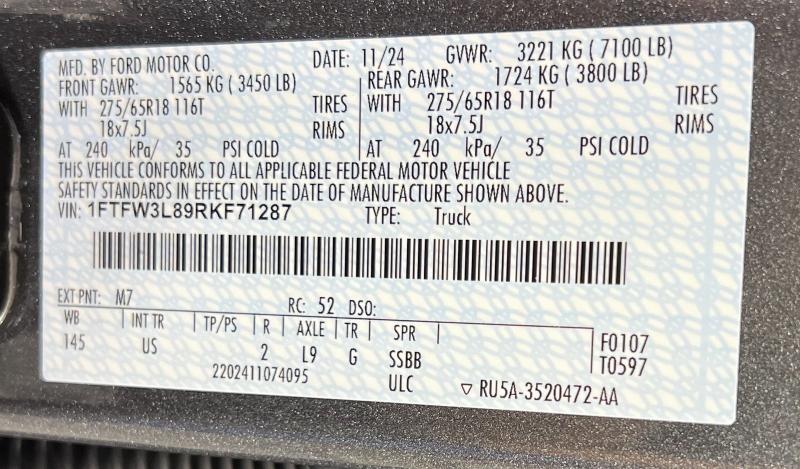 MFD. BY FORD MOTOR CO. DATE: 11/24 GVWR: 3221 KG ( 7100 LB)
FRONT GAWR: 1565 KG ( 3450 LB) REAR GAWR: 1724 KG ( 3800 LB)
WITH 275/65R18 116T TIRES WITH 275/65R18 116T TIRES
18x7.5J RIMS 18x7.5J RIMS
AT 240 kPa/ 35 PSI COLD AT 240 kPa/ 35 PSI COLD
THIS VEHICLE CONFORMS TO ALL APPLICABLE FEDERAL MOTOR VEHICLE
SAFETY STANDARDS IN EFFECT ON THE DATE OF MANUFACTURE SHOWN ABOVE.
VIN: 1FTFW3L89RKF71287 TYPE: Truck
EXT PNT: M7 RC: 52 DSO:
WB INT TR TP/PS R AXLE TR SPR F0107
145 US 2 L9 G SSBB T0597
2202411074095 ULC ▽ RU5A-3520472-AA